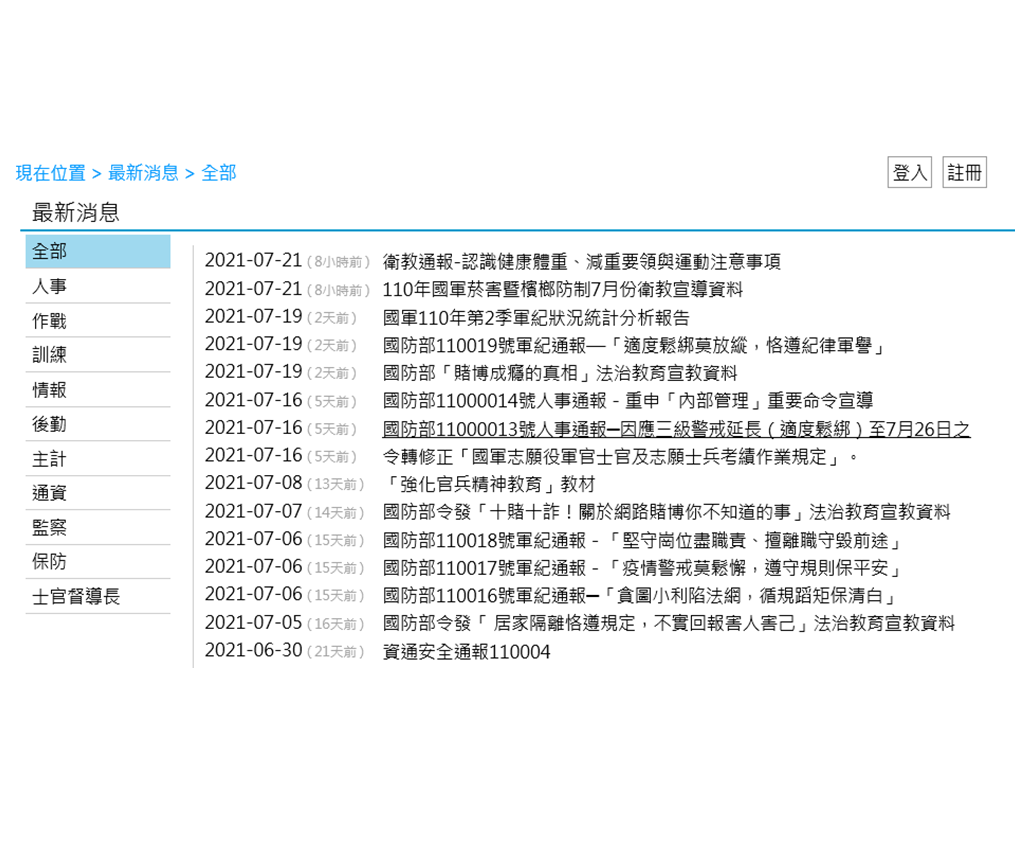 現在位置 > 最新消息 > 全部
登入 註冊
最新消息
全部
人事
作戰
訓練
情報
後勤
主計
通資
監察
保防
士官督導長
2021-07-21 (8小時前) 衛教通報-認識健康體重、減重要領與運動注意事項
2021-07-21 (8小時前) 110年國軍菸害暨檳榔防制7月份衛教宣導資料
2021-07-19 (2天前) 國軍110年第2季軍紀狀況統計分析報告
2021-07-19 (2天前) 國防部110019號軍紀通報—「適度鬆綁莫放縱，恪遵紀律軍譽」
2021-07-19 (2天前) 國防部「賭博成癮的真相」法治教育宣教資料
2021-07-16 (5天前) 國防部11000014號人事通報 - 重申「內部管理」重要命令宣導
2021-07-16 (5天前) 國防部11000013號人事通報─因應三級警戒延長（適度鬆綁）至7月26日之
2021-07-16 (5天前) 令轉修正「國軍志願役軍官士官及志願士兵考績作業規定」。
2021-07-08 (13天前) 「強化官兵精神教育」教材
2021-07-07 (14天前) 國防部令發「十賭十詐！關於網路賭博你不知道的事」法治教育宣教資料
2021-07-06 (15天前) 國防部110018號軍紀通報 - 「堅守崗位盡職責、擅離職守毀前途」
2021-07-06 (15天前) 國防部110017號軍紀通報 - 「疫情警戒莫鬆懈，遵守規則保平安」
2021-07-06 (15天前) 國防部110016號軍紀通報─「貪圖小利陷法網，循規蹈矩保清白」
2021-07-05 (16天前) 國防部令發「 居家隔離恪遵規定，不實回報害人害己」法治教育宣教資料
2021-06-30 (21天前) 資通安全通報110004